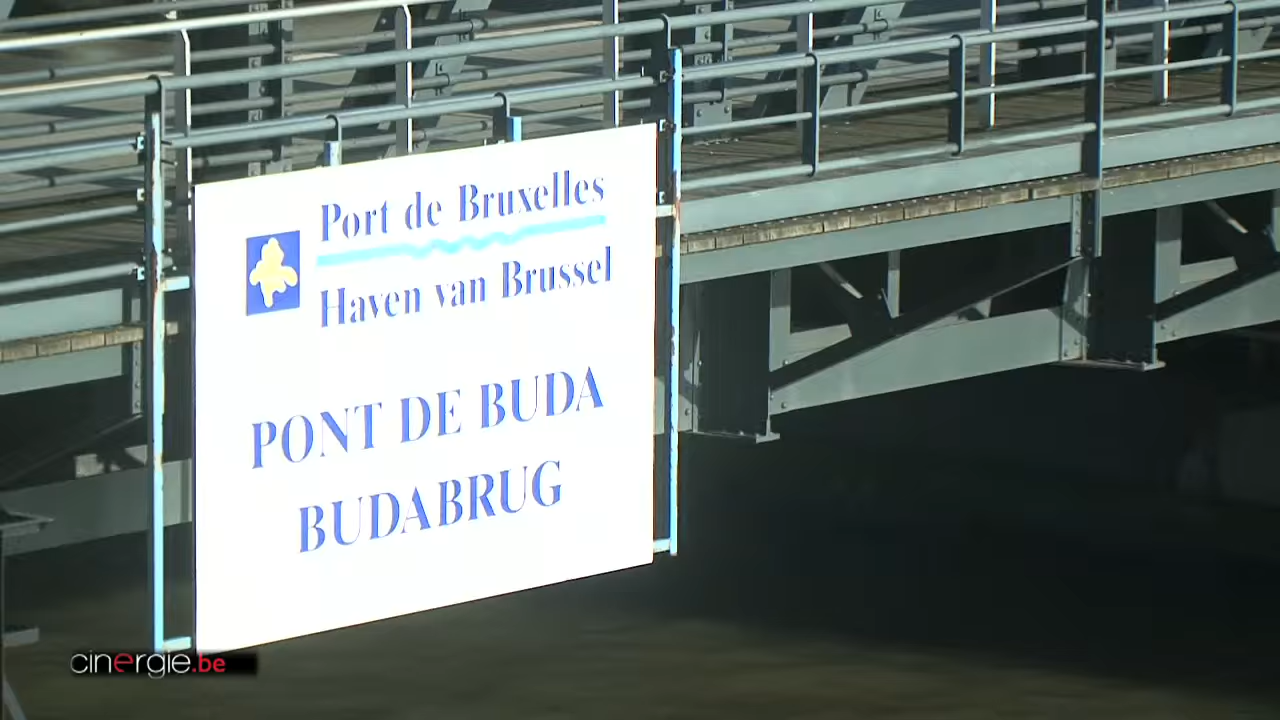 Port de Bruxelles
Haven van Brussel
PONT DE BUDA
BUDABRUG
cinergie.be